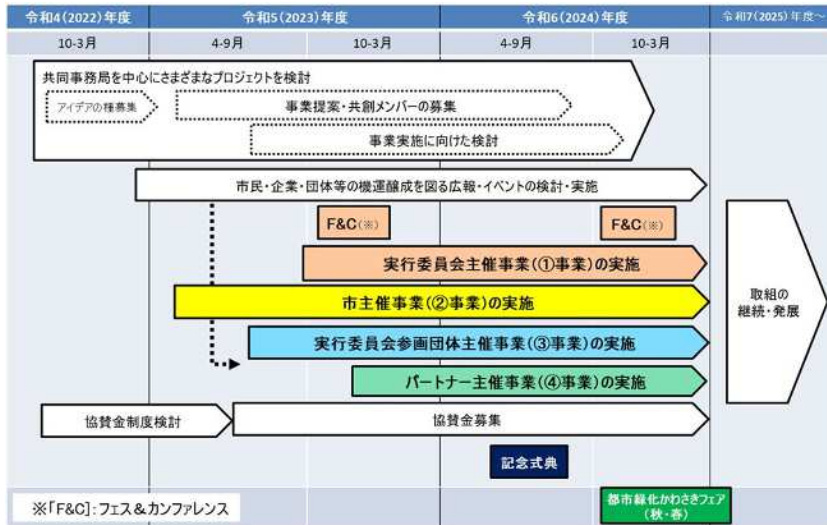 令和4(2022)年度 令和5(2023)年度 令和6(2024)年度 令和7(2025)年度～
10-3月 4-9月 10-3月 4-9月 10-3月
共同事務局を中心にさまざまなプロジェクトを検討
アイデアの種募集 事業提案・共創メンバーの募集
事業実施に向けた検討
市民・企業・団体等の機運醸成を図る広報・イベントの検討・実施
F&C(※) F&C(※)
実行委員会主催事業(①事業)の実施
市主催事業(②事業)の実施
取組の
継続・発展
実行委員会参画団体主催事業(③事業)の実施
パートナー主催事業(④事業)の実施
協賛金制度検討 協賛金募集
記念式典
都市緑化かわさきフェア
(秋・春)
※「F&C」：フェス&カンファレンス